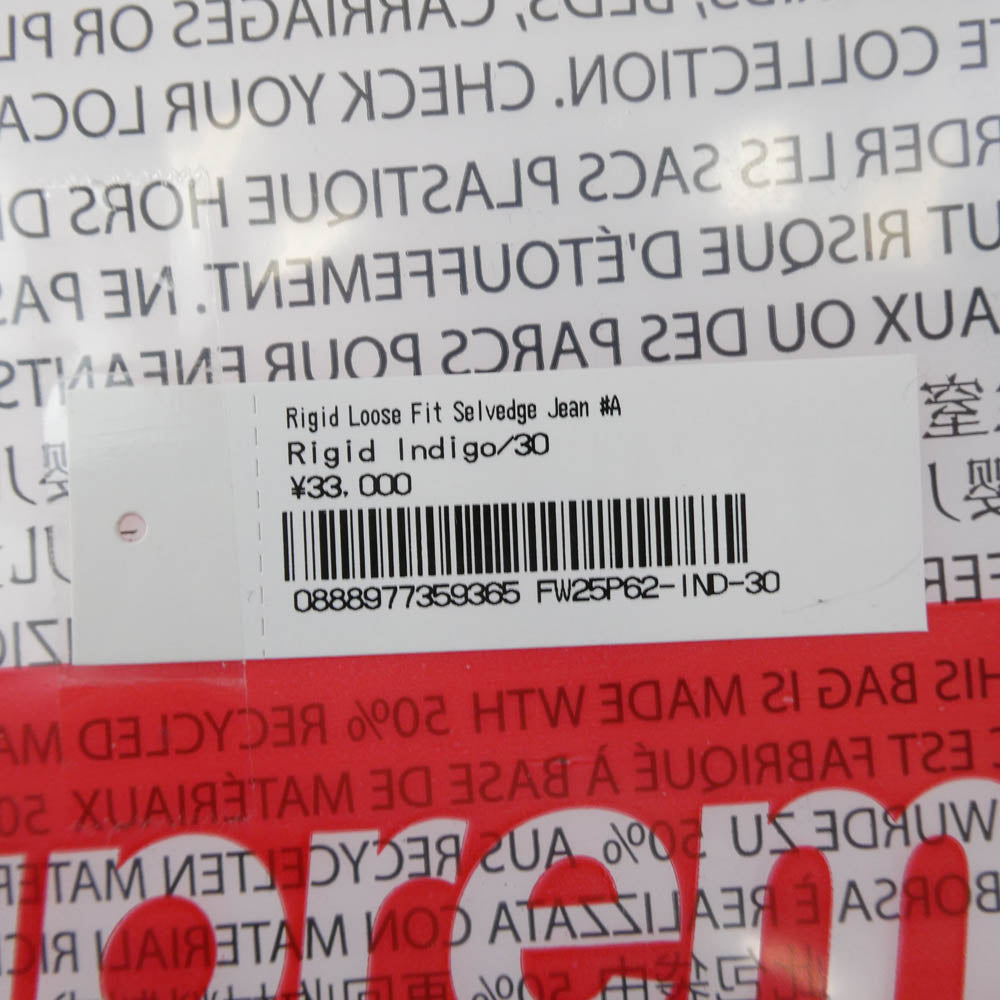 OR PL
CARRIAGES
BEDS,
E COLLECTION. CHECK YOUR LOCA
RDER LES SACS PLASTIQUE HORS D
UT RISQUE D'ÉTOUFFEMENT. NE PAS
AUX OU DES PARCS POUR ENFANTS
Rigid Loose Fit Selvedge Jean #A
Rigid Indigo/30
¥33,000
0888977359365 FW25P62-IND-30
HIS BAG IS MADE WTH 50% RECYCLED MA
EST FABRIQUÉ À BASE DE MATÉRIAUX 50
WURDE ZU 50% AUS RECYCELTEN MATER
BORSA È REALIZZATA CON MATERIALI RIC
prem